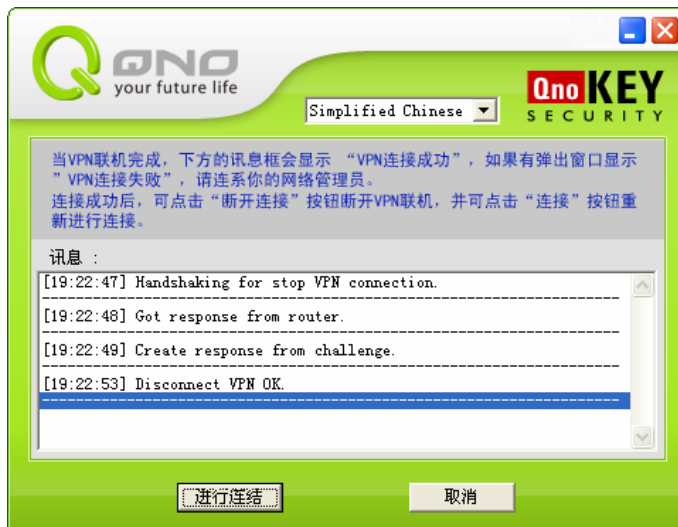 QNO
your future life
Simplified Chinese
Qno KEY
SECURITY
当VPN联机完成，下方的讯息框会显示 “VPN连接成功”，如果有弹出窗口显示
”VPN连接失败”，请连系你的网络管理员。
连接成功后，可点击“断开连接”按钮断开VPN联机，并可点击“连接”按钮重
新进行连接。
讯息 :
[19:22:47] Handshaking for stop VPN connection.
[19:22:48] Got response from router.
[19:22:49] Create response from challenge.
[19:22:53] Disconnect VPN OK.
进行连结
取消